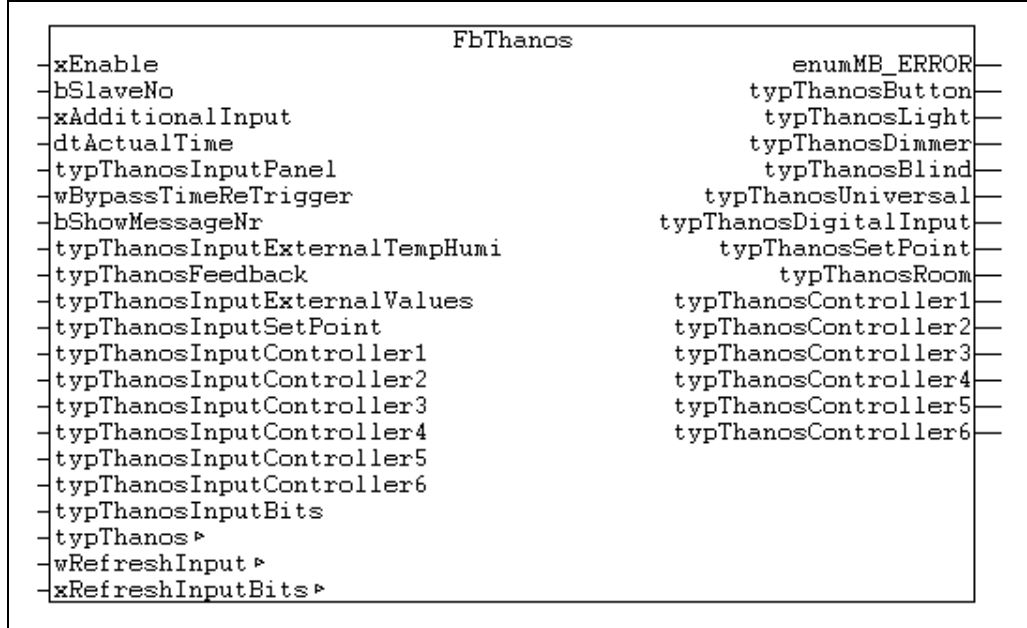 FbThanos
xEnable enumMB_ERROR
bSlaveNo typThanosButton
xAdditionalInput typThanosLight
dtActualTime typThanosDimmer
typThanosInputPanel typThanosBlind
wBypassTimeReTrigger typThanosUniversal
bShowMessageNr typThanosDigitalInput
typThanosInputExternalTempHumi typThanosSetPoint
typThanosFeedback typThanosRoom
typThanosInputExternalValues typThanosController1
typThanosInputSetPoint typThanosController2
typThanosInputController1 typThanosController3
typThanosInputController2 typThanosController4
typThanosInputController3 typThanosController5
typThanosInputController4 typThanosController6
typThanosInputController5
typThanosInputController6
typThanosInputBits
typThanos▹
wRefreshInput▹
xRefreshInputBits▹